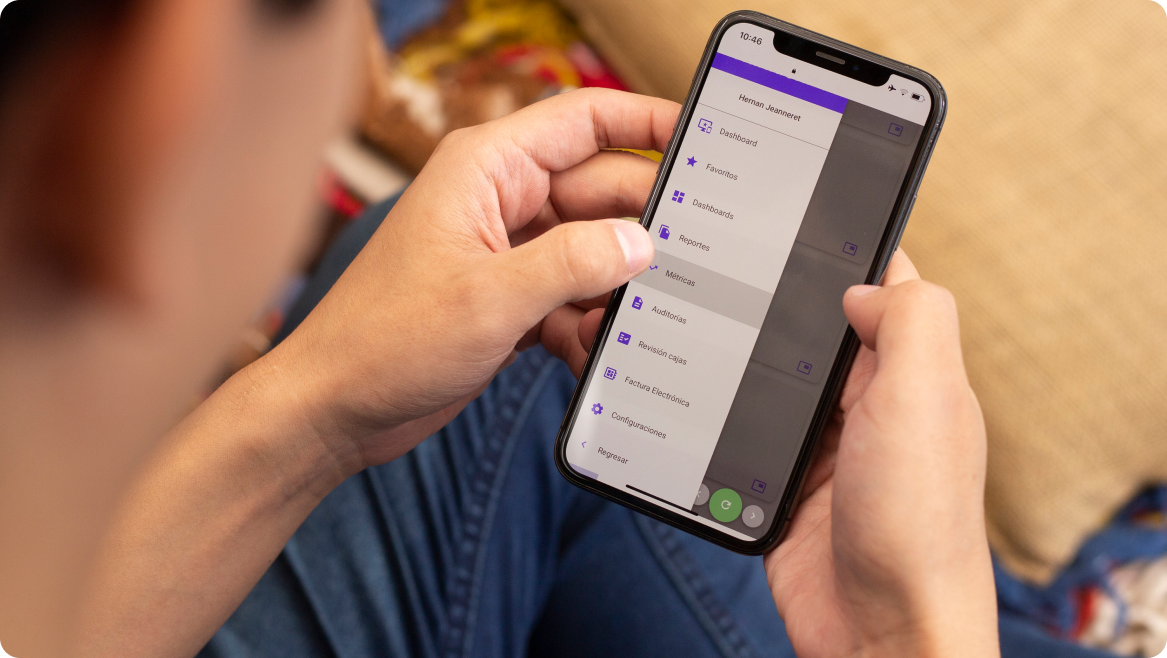 10:46
Hernan Jeanneret
Dashboard
Favoritos
Dashboards
Reportes
Métricas
Auditorías
Revisión cajas
Factura Electrónica
Configuraciones
Regresar